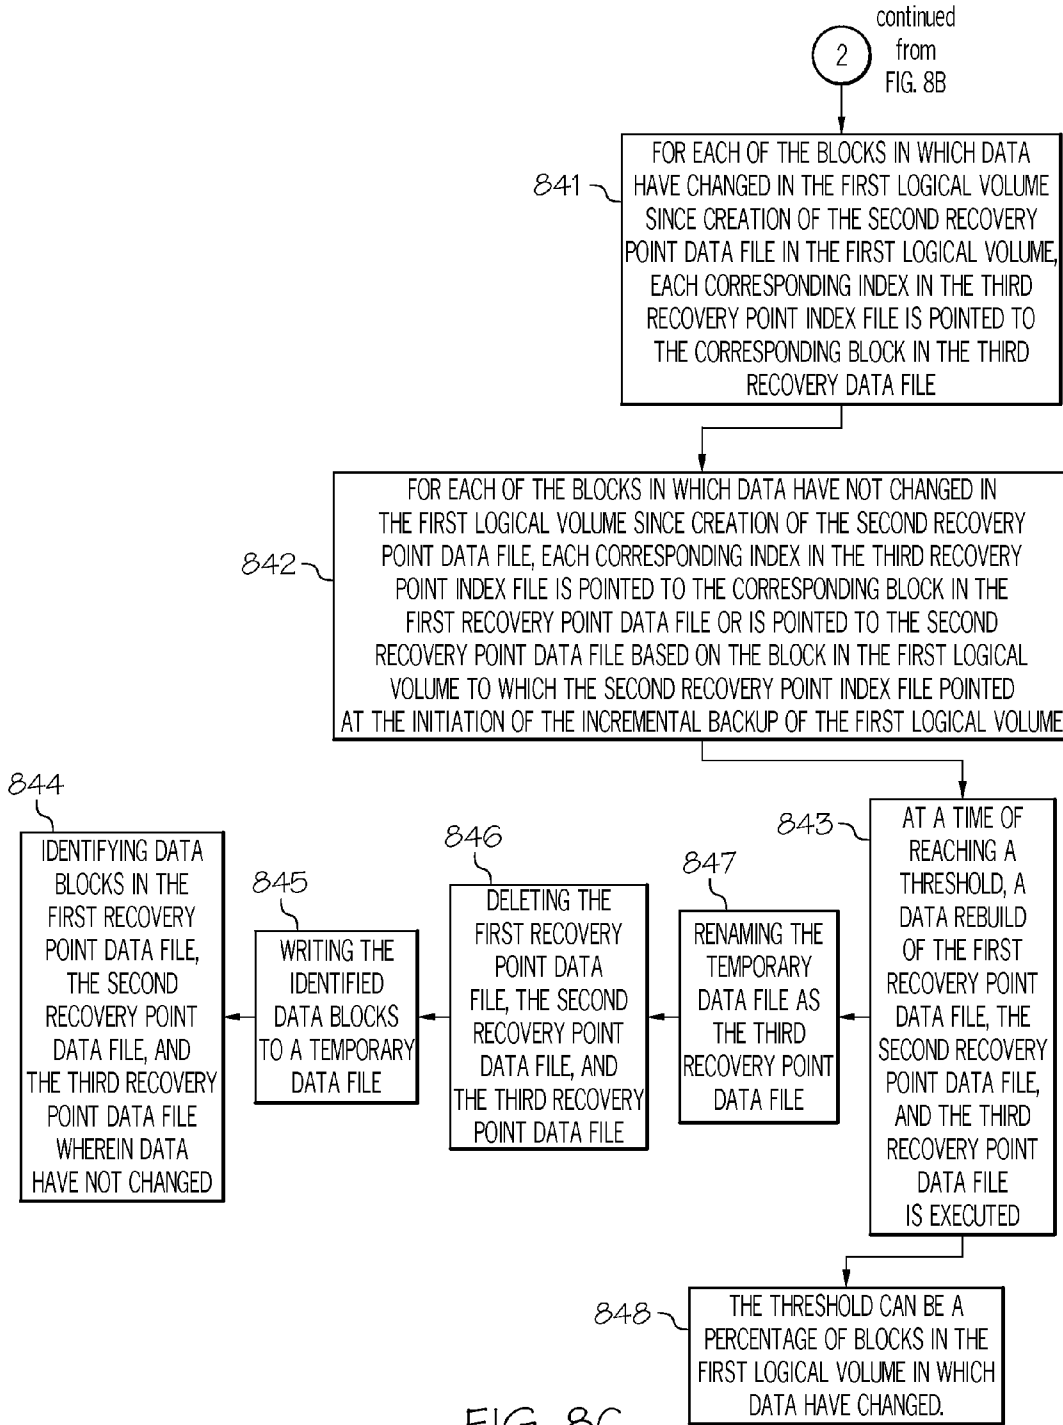 continued
from
FIG. 8B
2
841
FOR EACH OF THE BLOCKS IN WHICH DATA
HAVE CHANGED IN THE FIRST LOGICAL VOLUME
SINCE CREATION OF THE SECOND RECOVERY
POINT DATA FILE IN THE FIRST LOGICAL VOLUME,
EACH CORRESPONDING INDEX IN THE THIRD
RECOVERY POINT INDEX FILE IS POINTED TO
THE CORRESPONDING BLOCK IN THE THIRD
RECOVERY DATA FILE
842
FOR EACH OF THE BLOCKS IN WHICH DATA HAVE NOT CHANGED IN
THE FIRST LOGICAL VOLUME SINCE CREATION OF THE SECOND RECOVERY
POINT DATA FILE, EACH CORRESPONDING INDEX IN THE THIRD RECOVERY
POINT INDEX FILE IS POINTED TO THE CORRESPONDING BLOCK IN THE
FIRST RECOVERY POINT DATA FILE OR IS POINTED TO THE SECOND
RECOVERY POINT DATA FILE BASED ON THE BLOCK IN THE FIRST LOGICAL
VOLUME TO WHICH THE SECOND RECOVERY POINT INDEX FILE POINTED
AT THE INITIATION OF THE INCREMENTAL BACKUP OF THE FIRST LOGICAL VOLUME
844
IDENTIFYING DATA
BLOCKS IN THE
FIRST RECOVERY
POINT DATA FILE,
THE SECOND
RECOVERY POINT
DATA FILE, AND
THE THIRD RECOVERY
POINT DATA FILE
WHEREIN DATA
HAVE NOT CHANGED
845
WRITING THE
IDENTIFIED
DATA BLOCKS
TO A TEMPORARY
DATA FILE
846
DELETING THE
FIRST RECOVERY
POINT DATA
FILE, THE SECOND
RECOVERY POINT
DATA FILE, AND
THE THIRD RECOVERY
POINT DATA FILE
847
RENAMING THE
TEMPORARY
DATA FILE AS
THE THIRD
RECOVERY POINT
DATA FILE
843
AT A TIME OF
REACHING A
THRESHOLD, A
DATA REBUILD
OF THE FIRST
RECOVERY POINT
DATA FILE, THE
SECOND RECOVERY
POINT DATA FILE,
AND THE THIRD
RECOVERY POINT
DATA FILE
IS EXECUTED
848
THE THRESHOLD CAN BE A
PERCENTAGE OF BLOCKS IN THE
FIRST LOGICAL VOLUME IN WHICH
DATA HAVE CHANGED.
FIG. 8C